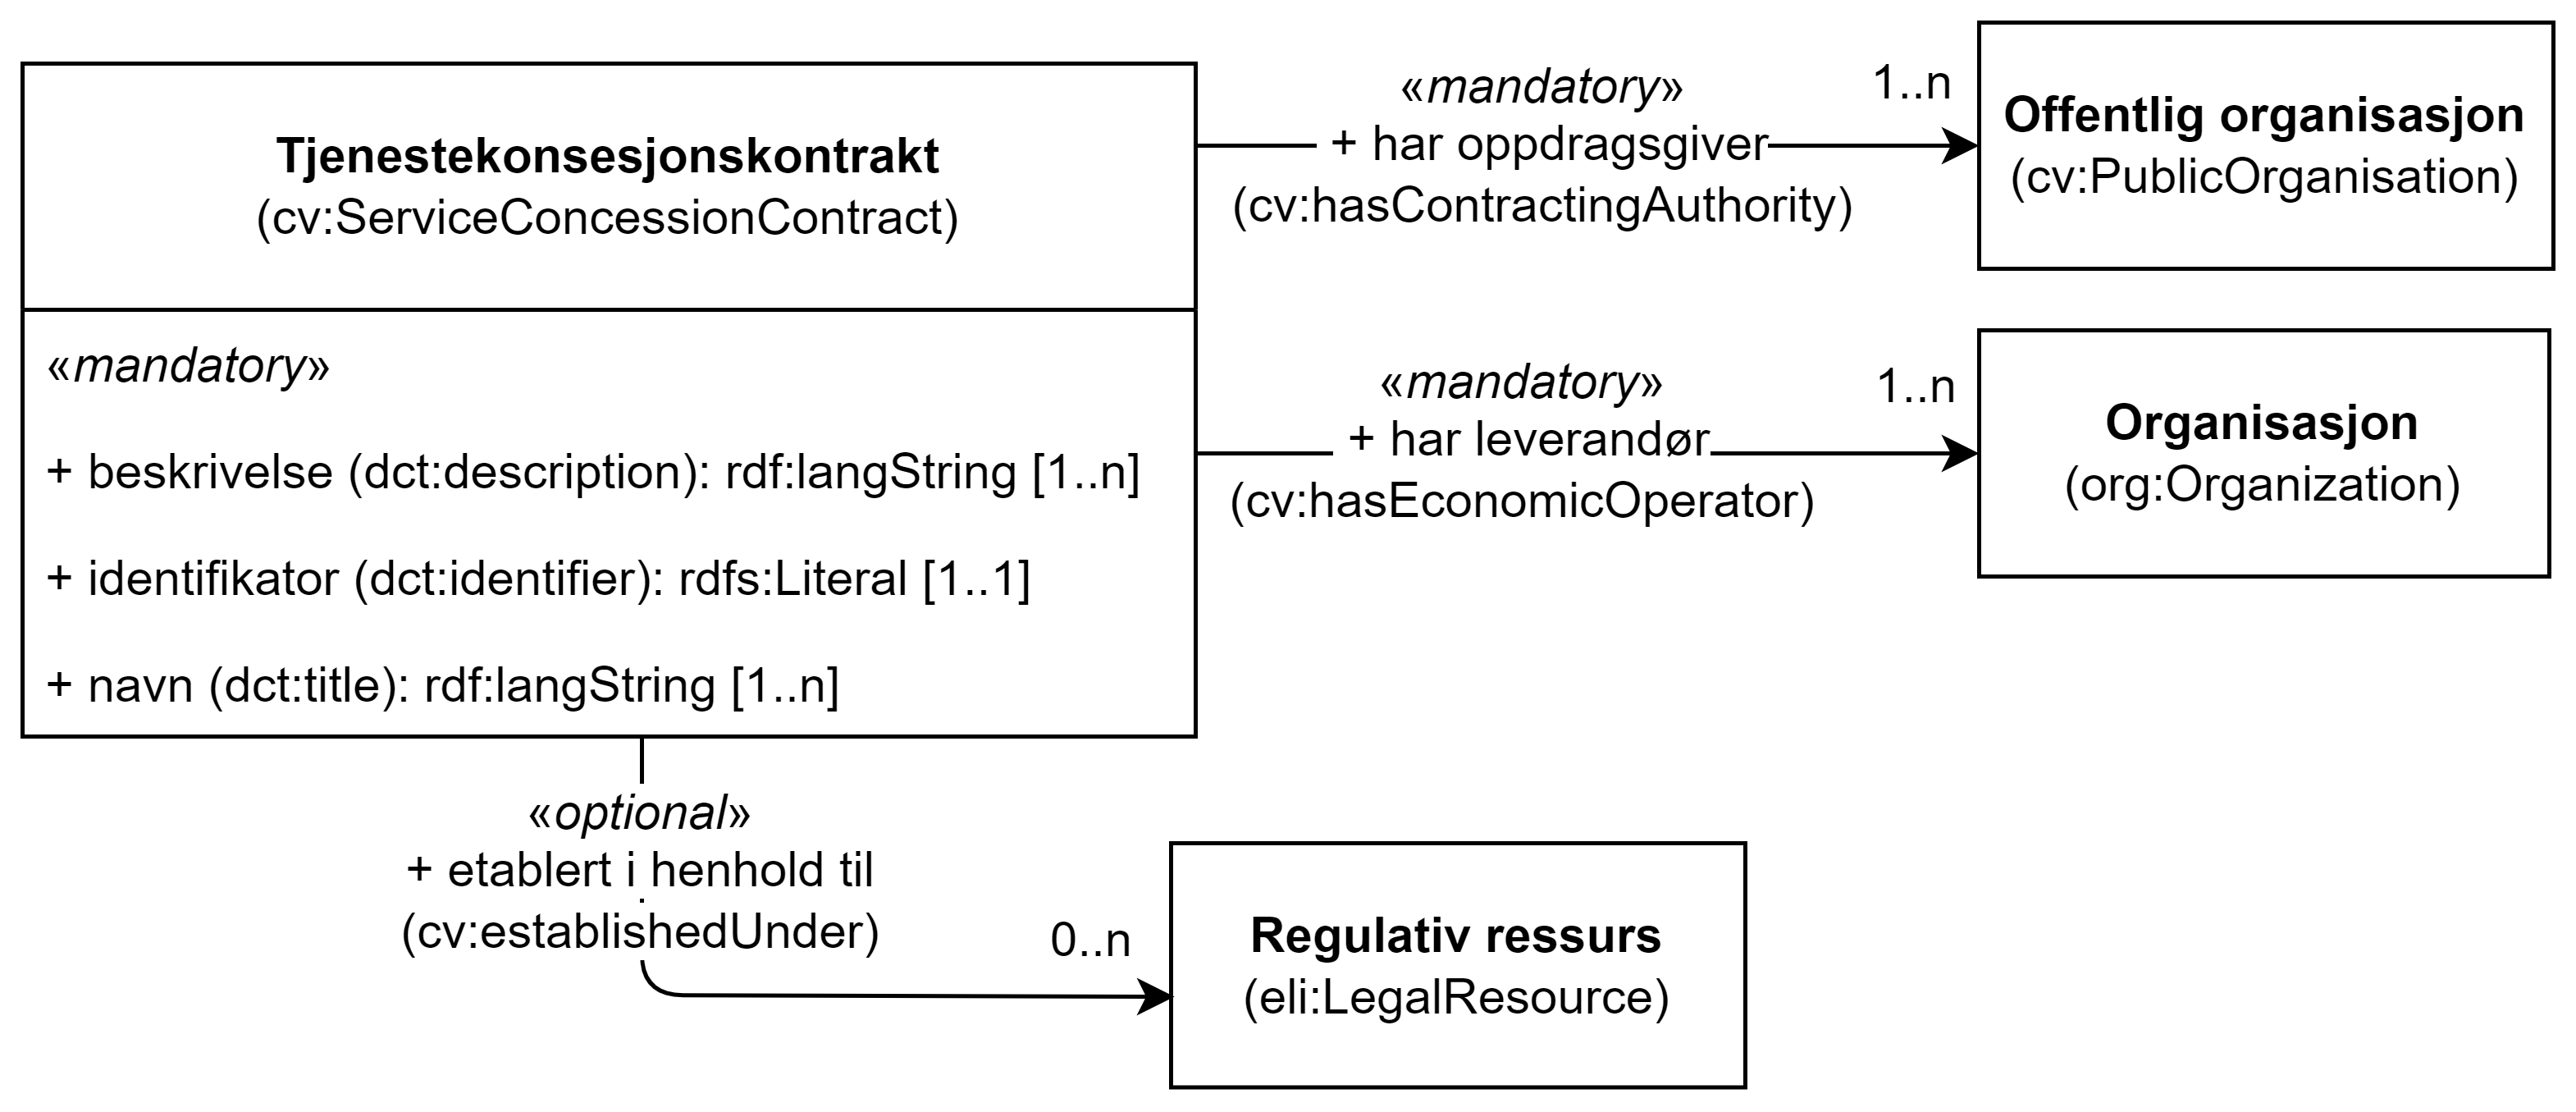 Tjenestekonsesjonskontrakt
(cv:ServiceConcessionContract)
«mandatory»
+ beskrivelse (dct:description): rdf:langString [1..n]
+ identifikator (dct:identifier): rdfs:Literal [1..1]
+ navn (dct:title): rdf:langString [1..n]
«mandatory»
+ har oppdragsgiver
(cv:hasContractingAuthority)
1..n
Offentlig organisasjon
(cv:PublicOrganisation)
«mandatory»
+ har leverandør
(cv:hasEconomicOperator)
1..n
Organisasjon
(org:Organization)
«optional»
+ etablert i henhold til
(cv:establishedUnder)
0..n
Regulativ ressurs
(eli:LegalResource)